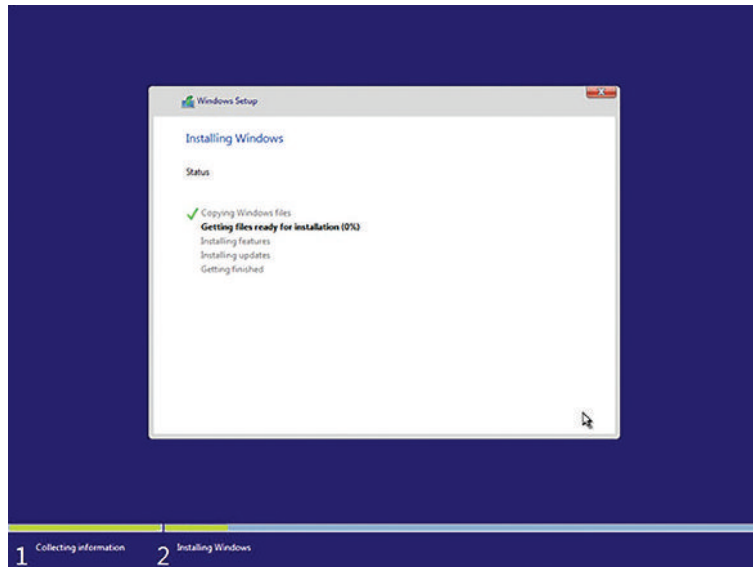 Windows Setup
Installing Windows
Status
Copying Windows files
Getting files ready for installation (0%)
Installing features
Installing updates
Getting finished
1 Collecting information
2 Installing Windows